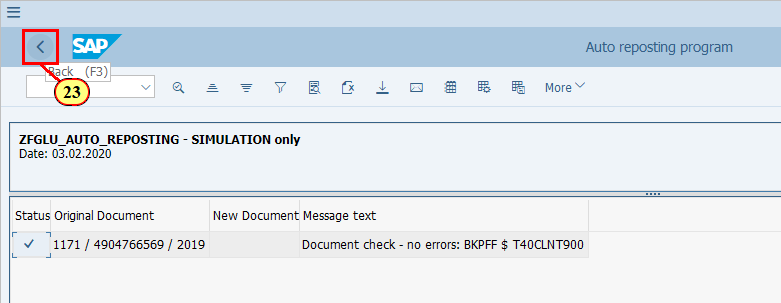 SAP
Auto reposting program
Back (F3)
23
More
ZFGLU_AUTO_REPOSTING - SIMULATION only
Date: 03.02.2020
Status Original Document New Document Message text
1171 / 4904766569 / 2019 Document check - no errors: BKPFF $ T40CLNT900